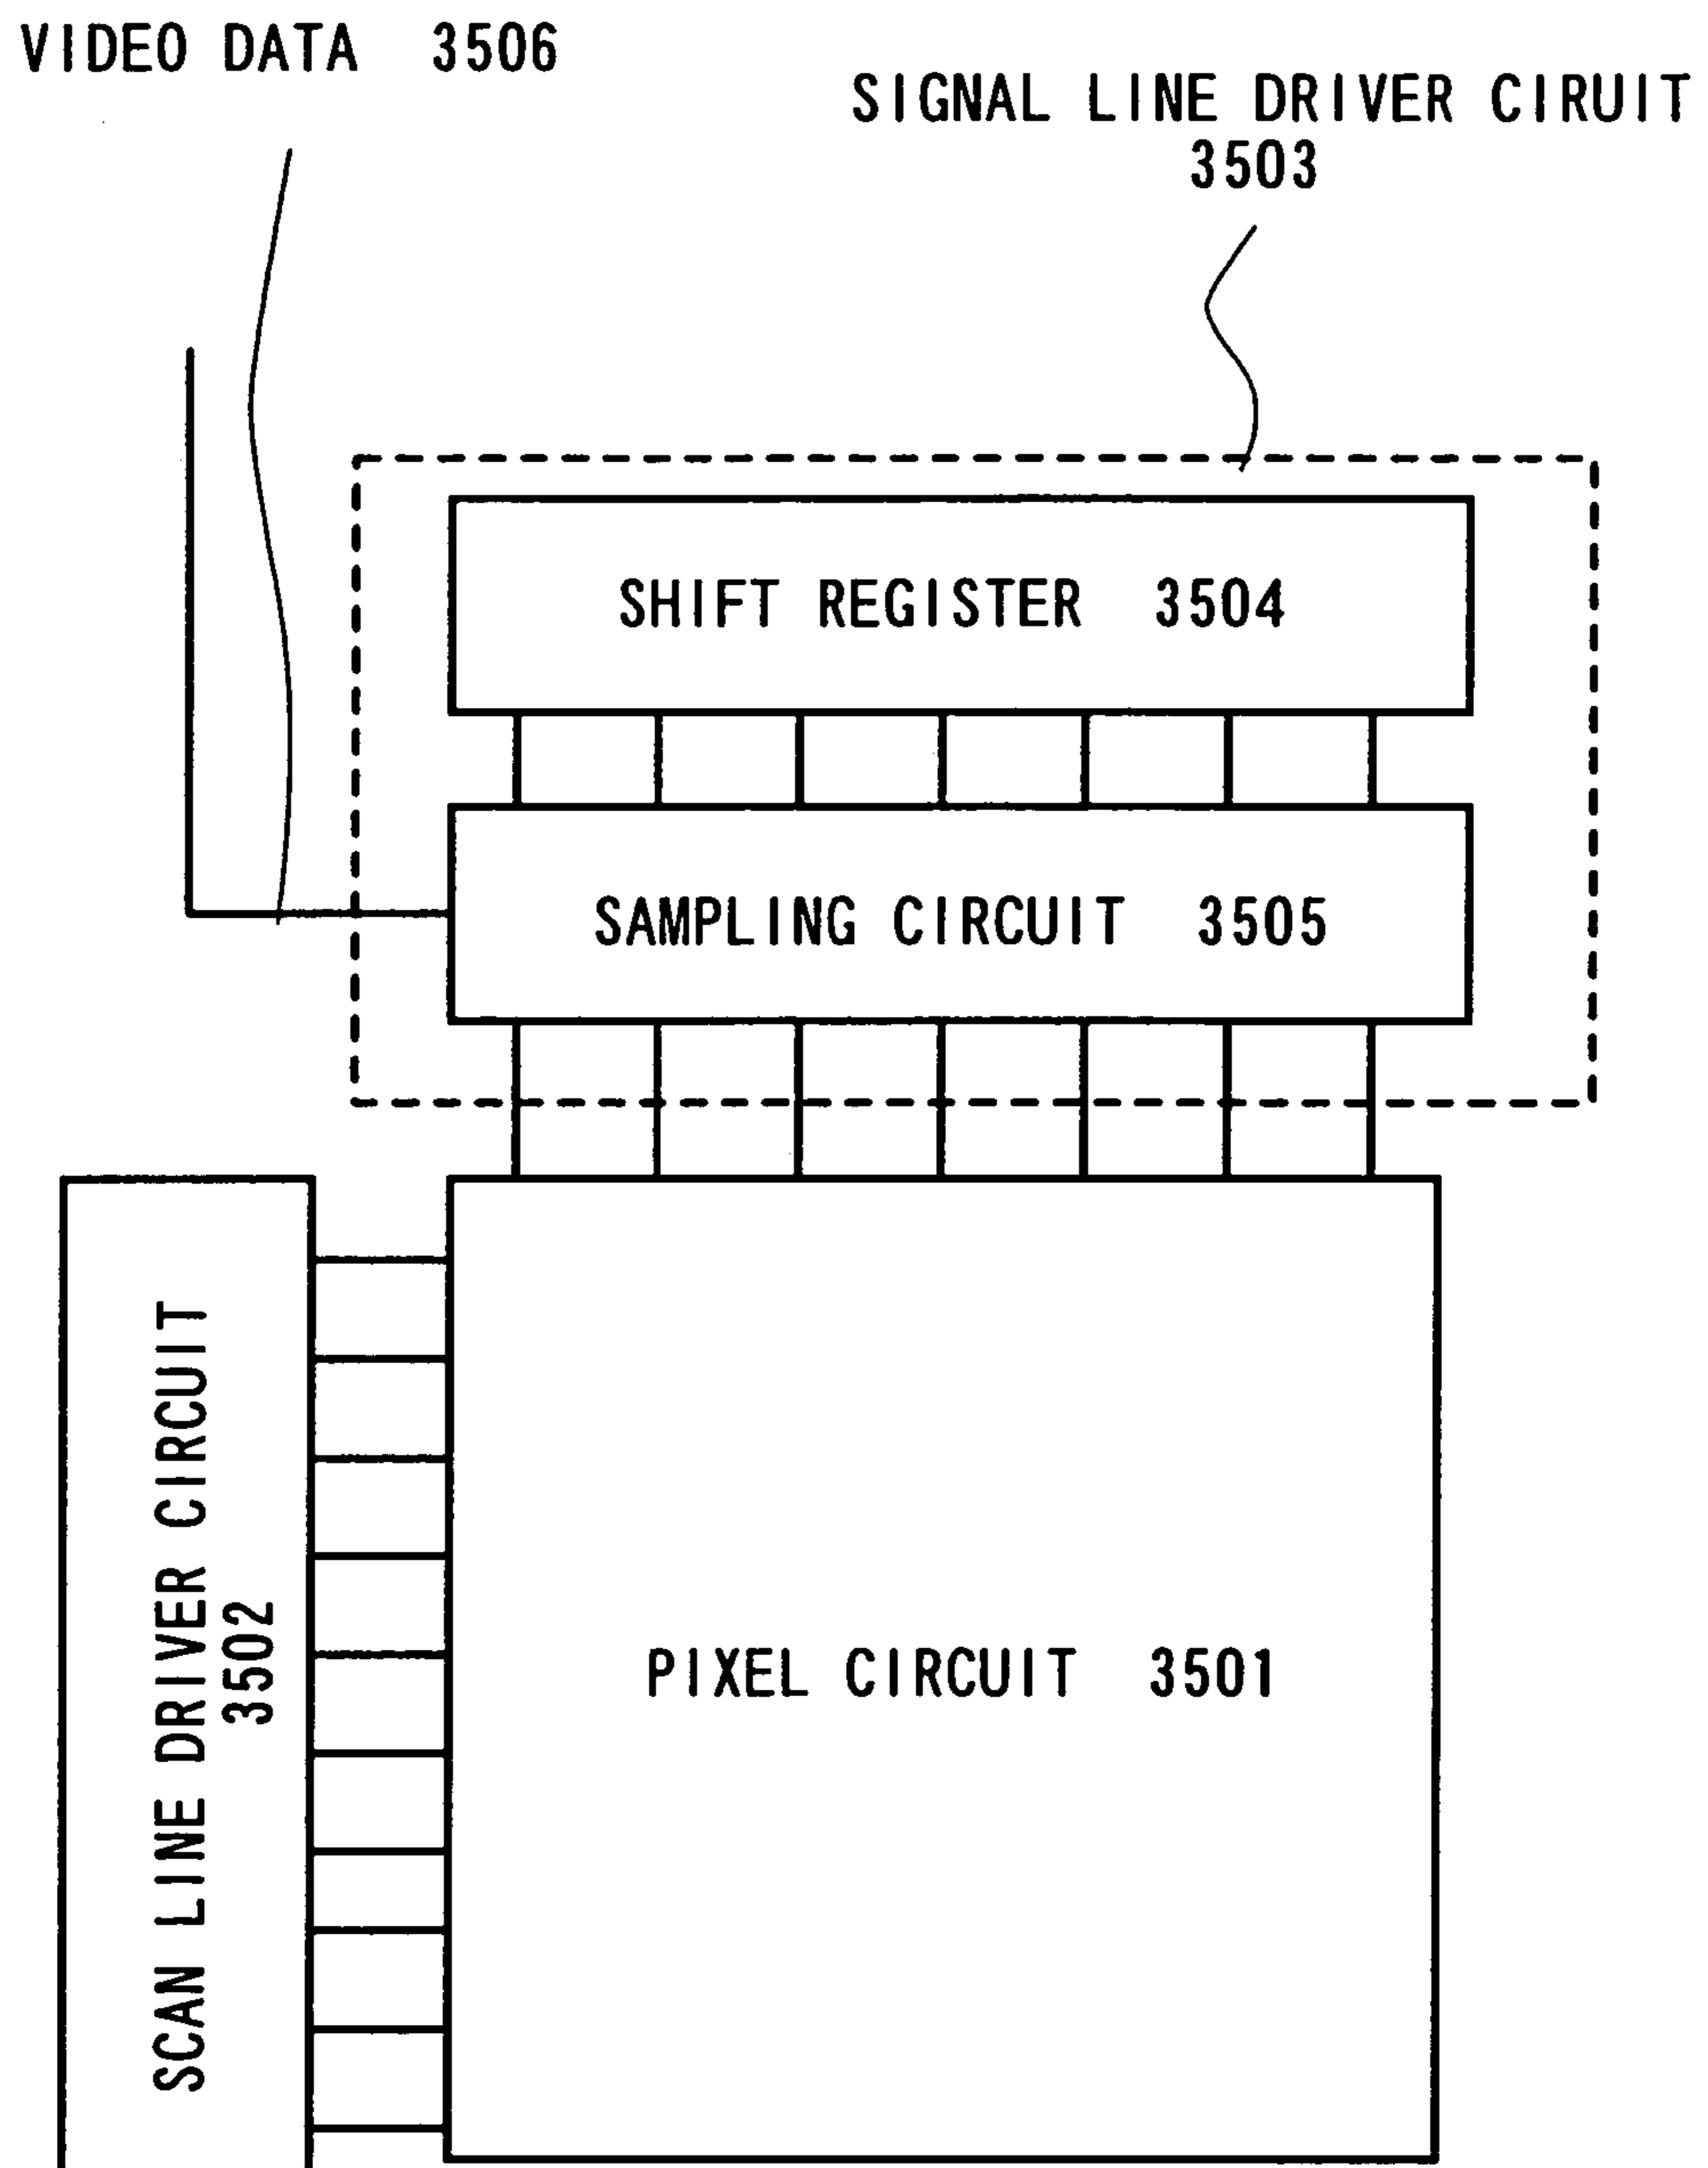 VIDEO DATA 3506
SIGNAL LINE DRIVER CIRUIT
3503
SHIFT REGISTER 3504
SAMPLING CIRCUIT 3505
SCAN LINE DRIVER CIRCUIT
3502
PIXEL CIRCUIT 3501